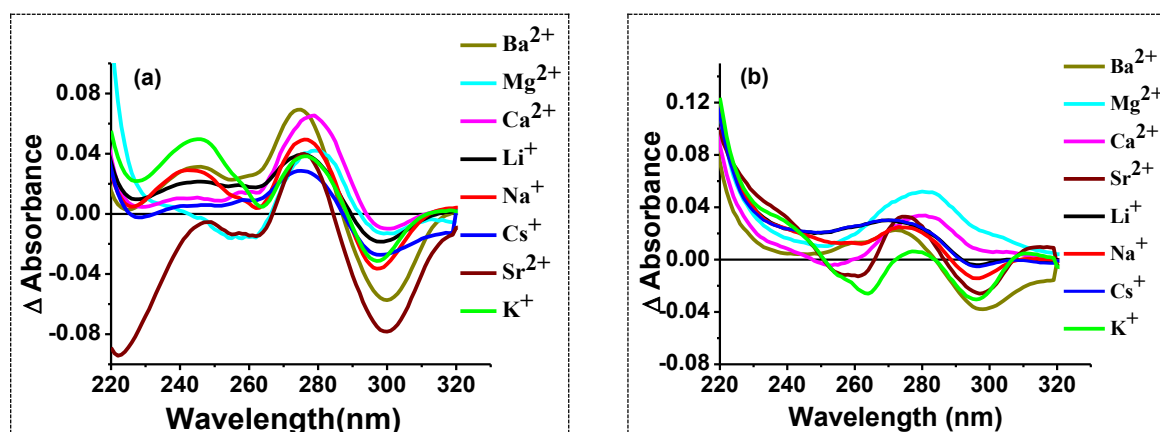 (a)
Ba2+
Mg2+
Ca2+
Li+
Na+
Cs+
Sr2+
K+
0.08
0.04
0.00
-0.04
-0.08
Δ Absorbance
220 240 260 280 300 320
Wavelength(nm)
(b)
Ba2+
Mg2+
Ca2+
Sr2+
Li+
Na+
Cs+
K+
0.12
0.08
0.04
0.00
-0.04
-0.08
Δ Absorbance
220 240 260 280 300 320
Wavelength (nm)